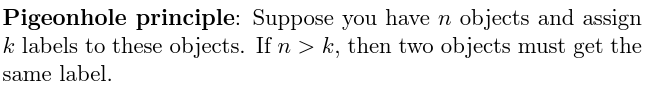 Pigeonhole principle: Suppose you have n objects and assign
k labels to these objects. If n > k, then two objects must get the
same label.